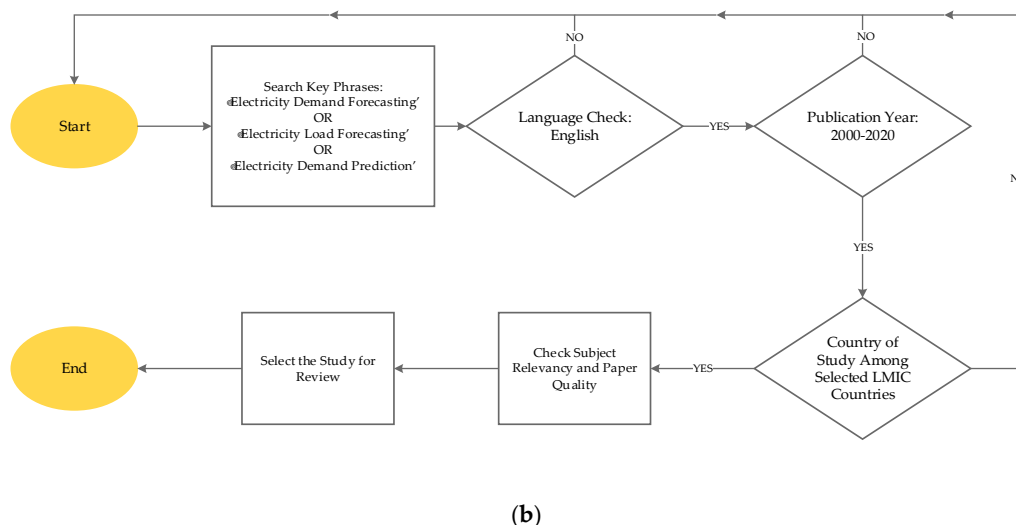 NO
NO
Start
Search Key Phrases:
‘Electricity Demand Forecasting’
OR
‘Electricity Load Forecasting’
OR
‘Electricity Demand Prediction’
Language Check:
English
YES
Publication Year:
2000-2020
YES
End
Select the Study for
Review
Check Subject
Relevancy and Paper
Quality
YES
Country of
Study Among
Selected LMIC
Countries
(b)